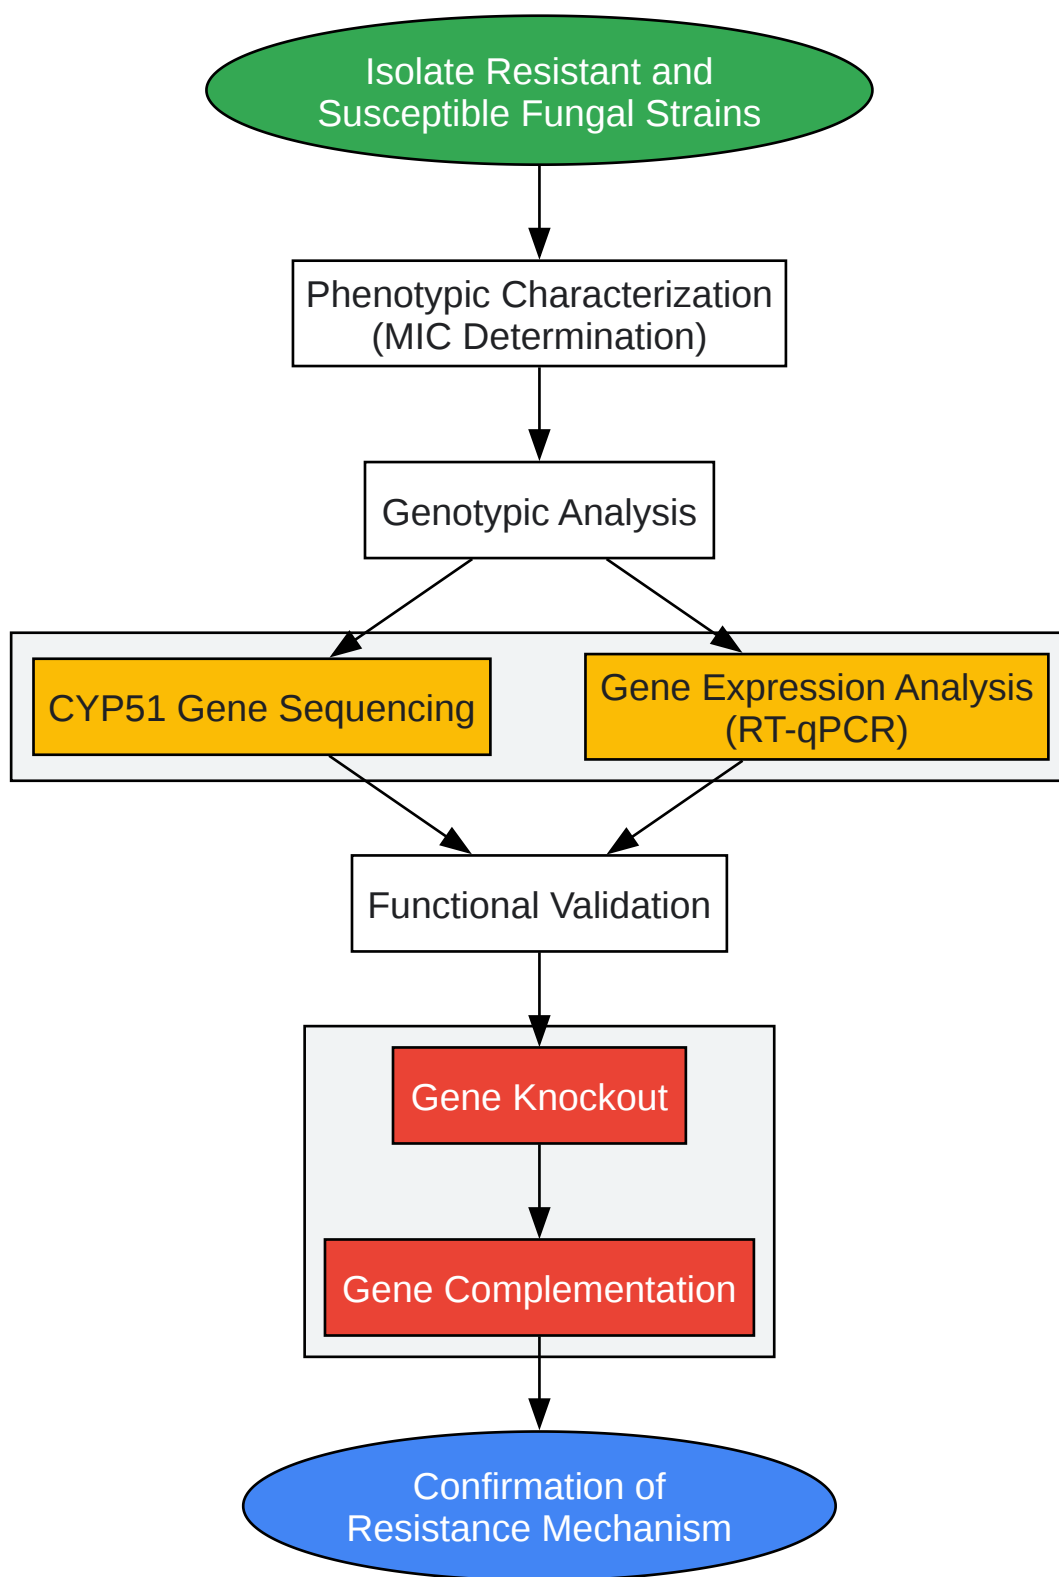 Isolate Resistant and
Susceptible Fungal Strains
Phenotypic Characterization
(MIC Determination)
Genotypic Analysis
CYP51 Gene Sequencing
Gene Expression Analysis
(RT-qPCR)
Functional Validation
Gene Knockout
Gene Complementation
Confirmation of
Resistance Mechanism